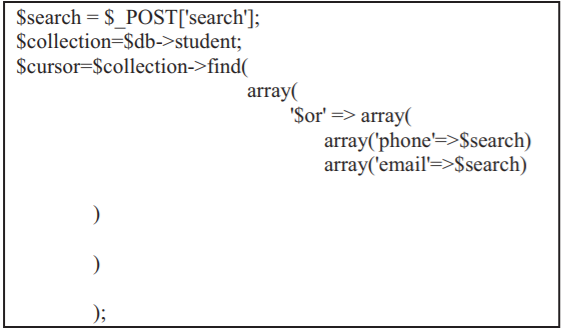 $search = $_POST['search'];
$collection=$db->student;
$cursor=$collection->find(
array(
'$or' => array(
array('phone'=>$search)
array('email'=>$search)
)
)
);